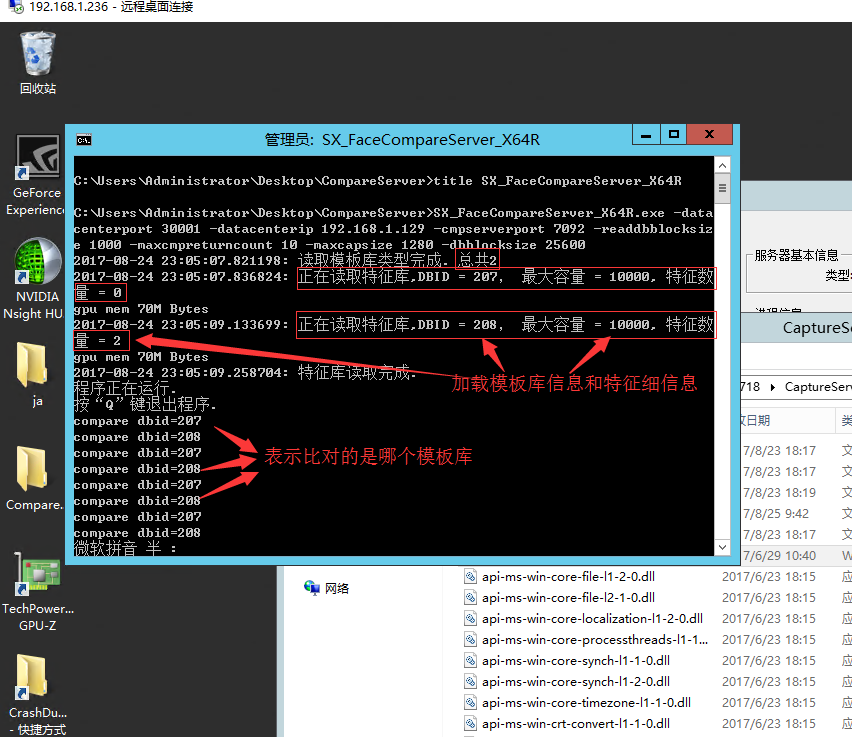 192.168.1.236 - 远程桌面连接
回收站
GeForce
Experience
NVIDIA
Nsight HU...
ja
Compare...
TechPower...
GPU-Z
CrashDu...
- 快捷方式
管理员: SX_FaceCompareServer_X64R
C:\Users\Administrator\Desktop\CompareServer>title SX_FaceCompareServer_X64R
C:\Users\Administrator\Desktop\CompareServer>SX_FaceCompareServer_X64R.exe -data
centerport 30001 -datacenterip 192.168.1.129 -cmpserverport 7092 -readdbblocksiz
e 1000 -maxcmpreturncount 10 -maxcapsize 1280 -dbblocksize 25600
2017-08-24 23:05:07.821198: 读取模板库类型完成. 总共2
2017-08-24 23:05:07.836824: 正在读取特征库,DBID = 207, 最大容量 = 10000, 特征数
量 = 0
gpu mem 70M Bytes
2017-08-24 23:05:09.133699: 正在读取特征库,DBID = 208, 最大容量 = 10000, 特征数
量 = 2
gpu mem 70M Bytes
2017-08-24 23:05:09.258704: 特征库读取完成.
程序正在运行.
按“Q”键退出程序.
compare dbid=207
compare dbid=208
compare dbid=207
compare dbid=208
compare dbid=207
compare dbid=208
compare dbid=207
compare dbid=208
微软拼音 半 :
加载模板库信息和特征细信息
表示比对的是哪个模板库
服务器基本信息
类型:
CaptureSe
718 CaptureServ
日期
7/8/23 18:17 文
7/8/23 18:17 文
7/8/23 18:19 文
7/8/25 9:42 文
7/8/23 18:17 文
7/6/29 10:40 W
网络
api-ms-win-core-file-l1-2-0.dll 2017/6/23 18:15 应
api-ms-win-core-file-l2-1-0.dll 2017/6/23 18:15 应
api-ms-win-core-localization-l1-2-0.dll 2017/6/23 18:15 应
api-ms-win-core-processthreads-l1-1... 2017/6/23 18:15 应
api-ms-win-core-synch-l1-1-0.dll 2017/6/23 18:15 应
api-ms-win-core-synch-l1-2-0.dll 2017/6/23 18:15 应
api-ms-win-core-timezone-l1-1-0.dll 2017/6/23 18:15 应
api-ms-win-crt-convert-l1-1-0.dll 2017/6/23 18:15 应